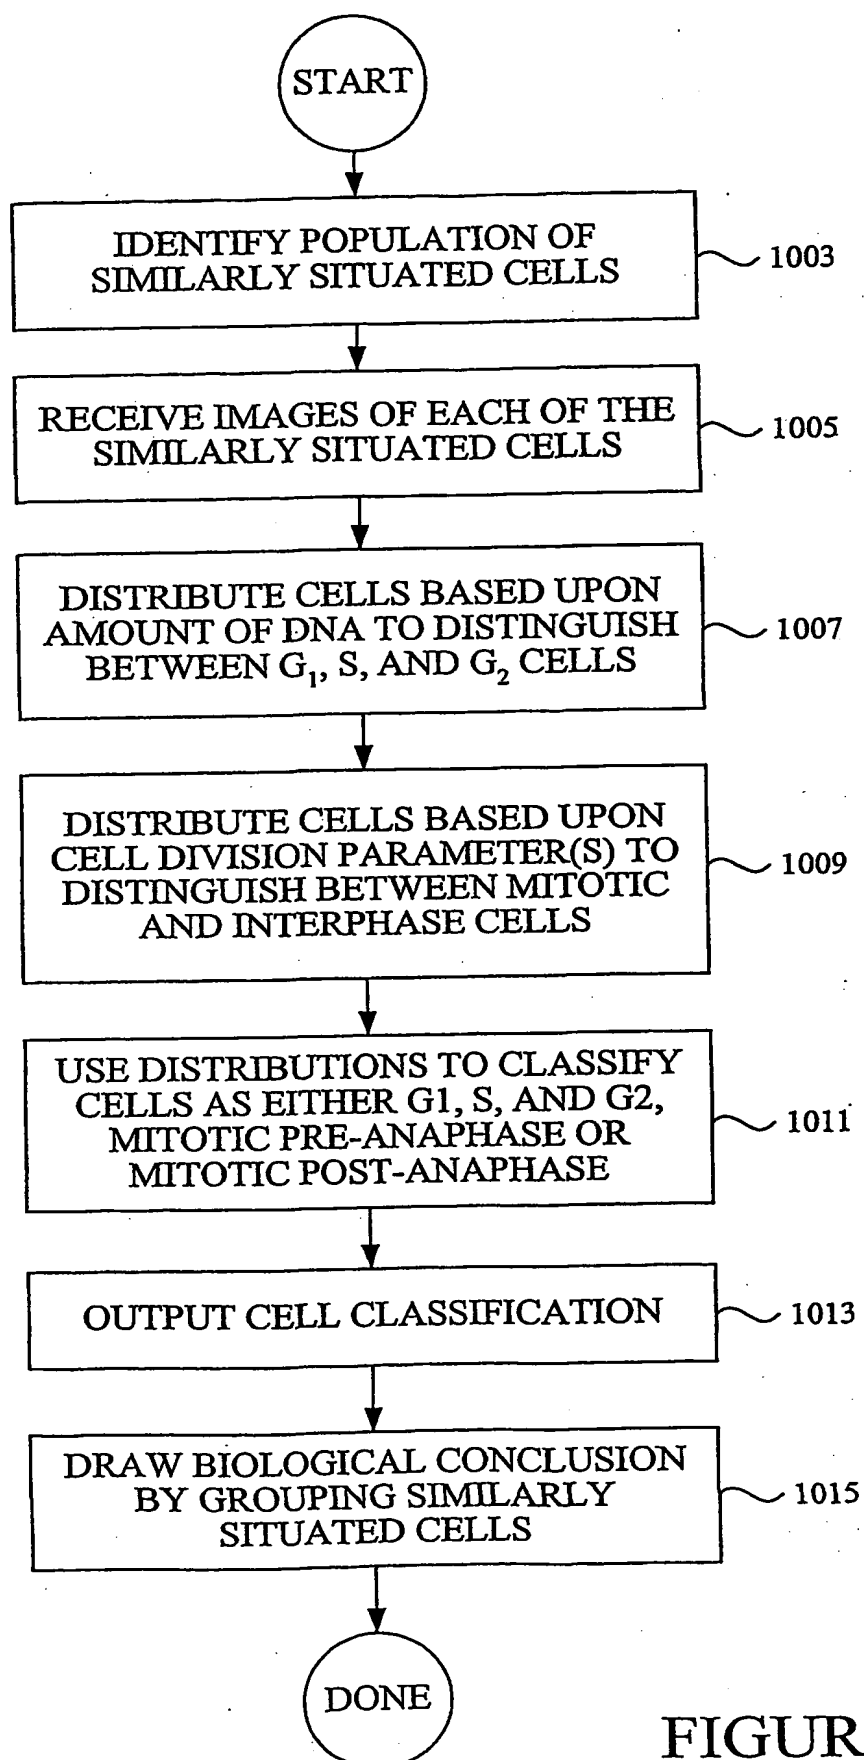 START
IDENTIFY POPULATION OF
SIMILARLY SITUATED CELLS
1003
RECEIVE IMAGES OF EACH OF THE
SIMILARLY SITUATED CELLS
1005
DISTRIBUTE CELLS BASED UPON
AMOUNT OF DNA TO DISTINGUISH
BETWEEN G₁, S, AND G₂ CELLS
1007
DISTRIBUTE CELLS BASED UPON
CELL DIVISION PARAMETER(S) TO
DISTINGUISH BETWEEN MITOTIC
AND INTERPHASE CELLS
1009
USE DISTRIBUTIONS TO CLASSIFY
CELLS AS EITHER G1, S, AND G2,
MITOTIC PRE-ANAPHASE OR
MITOTIC POST-ANAPHASE
1011
OUTPUT CELL CLASSIFICATION
1013
DRAW BIOLOGICAL CONCLUSION
BY GROUPING SIMILARLY
SITUATED CELLS
1015
DONE
FIGUR